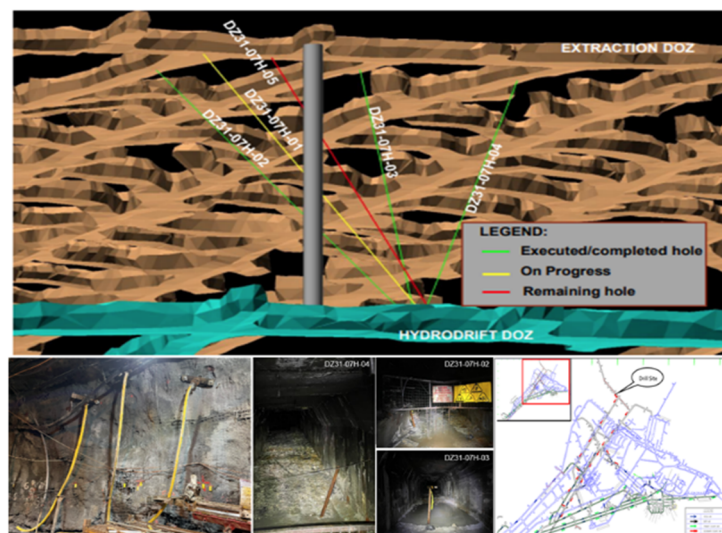 EXTRACTION DOZ
DZ31-07H-05
DZ31-07H-01
DZ31-07H-02
DZ31-07H-03
DZ31-07H-04
LEGEND:
Executed/completed hole
On Progress
Remaining hole
HYDRODRIFT DOZ
DZ31-07H-04
DZ31-07H-02
DZ31-07H-03
Drill Site